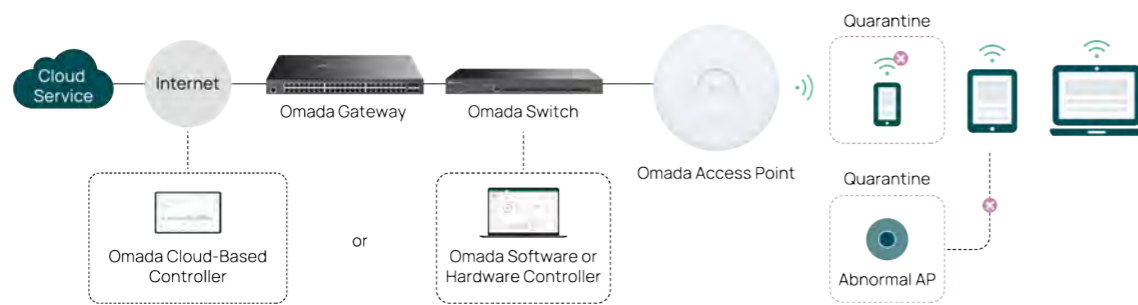 Quarantine
Cloud
Service
Internet
Omada Gateway
Omada Switch
Omada Access Point
Quarantine
Abnormal AP
Omada Cloud-Based
Controller
or
Omada Software or
Hardware Controller